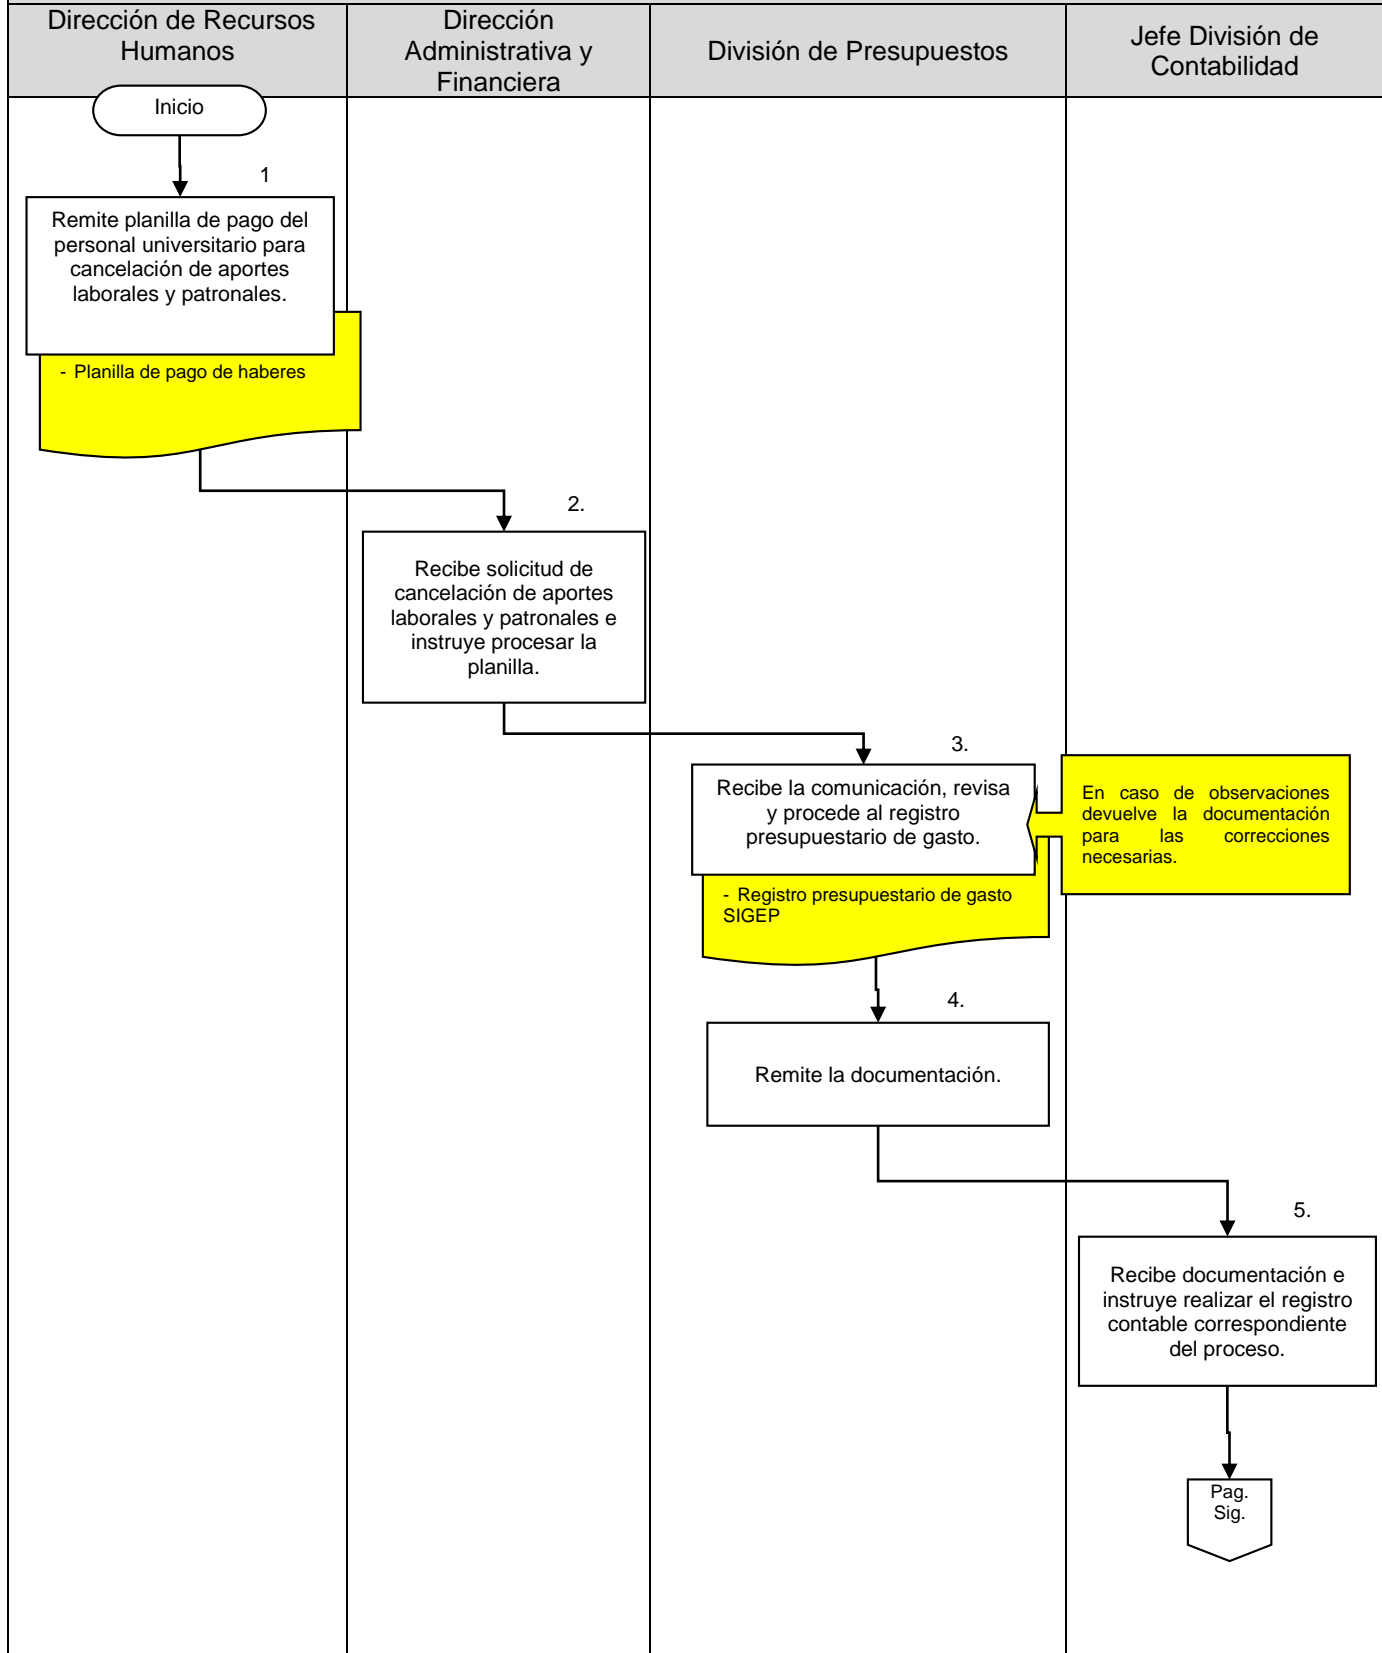 Dirección de Recursos
Humanos
Dirección
Administrativa y
Financiera
División de Presupuestos
Jefe División de
Contabilidad
Inicio
1
Remite planilla de pago del
personal universitario para
cancelación de aportes
laborales y patronales.
- Planilla de pago de haberes
2.
Recibe solicitud de
cancelación de aportes
laborales y patronales e
instruye procesar la
planilla.
3.
Recibe la comunicación, revisa
y procede al registro
presupuestario de gasto.
En caso de observaciones
devuelve la documentación
para las correcciones
necesarias.
- Registro presupuestario de gasto
SIGEP
4.
Remite la documentación.
5.
Recibe documentación e
instruye realizar el registro
contable correspondiente
del proceso.
Pag.
Sig.